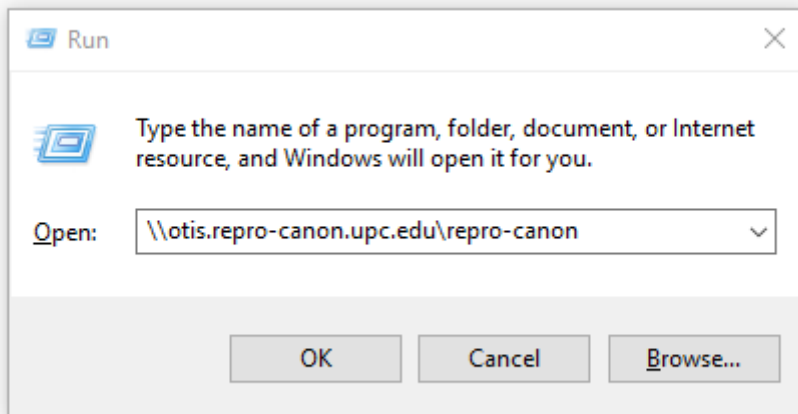 Run
Type the name of a program, folder, document, or Internet
resource, and Windows will open it for you.
Open: \\otis.repro-canon.upc.edu\repro-canon
OK Cancel Browse...